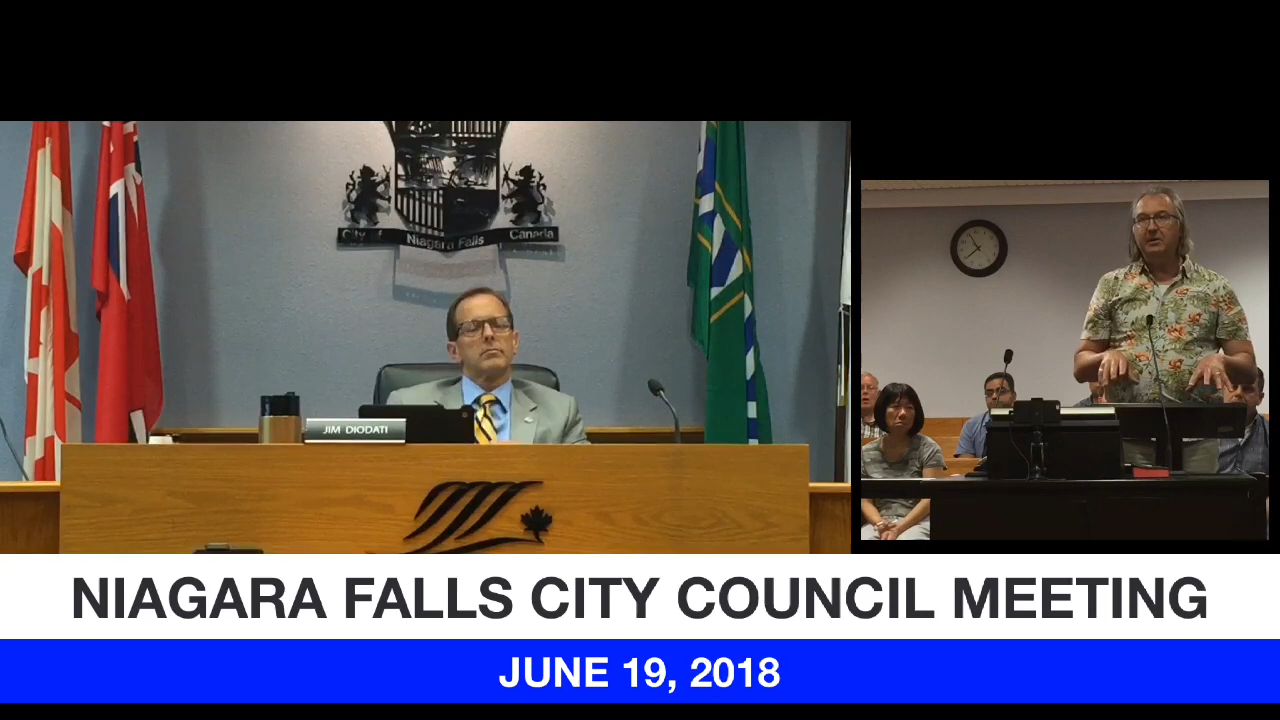 City of Niagara Falls Canada
JIM DIODATI
NIAGARA FALLS CITY COUNCIL MEETING
JUNE 19, 2018